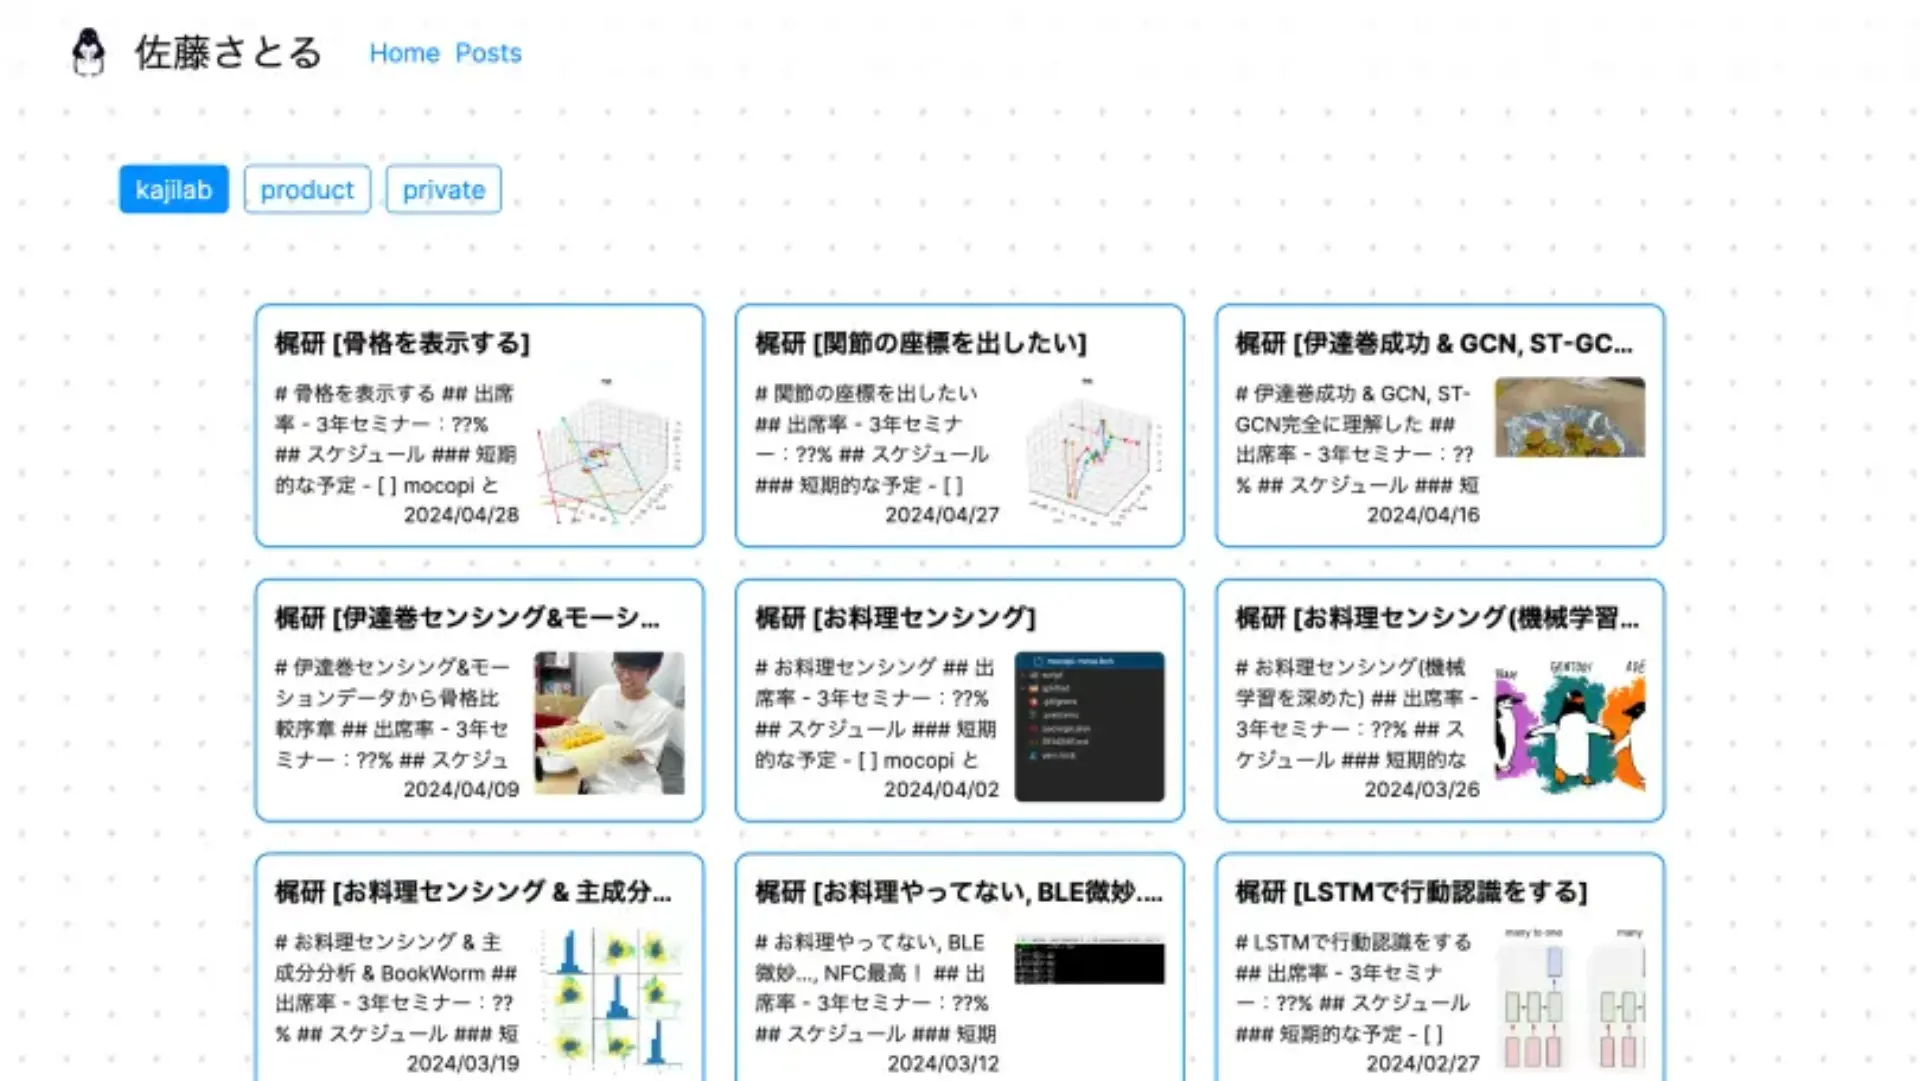 佐藤さとる
Home Posts
kajilab
product
private
梶研 [骨格を表示する]
# 骨格を表示する ## 出席
率 - 3年セミナー：??%
## スケジュール ### 短期
的な予定 - [ ] mocopi と
2024/04/28
梶研 [関節の座標を出したい]
# 関節の座標を出したい
## 出席率 - 3年セミナ
ー：??% ## スケジュール
### 短期的な予定 - [ ]
2024/04/27
梶研 [伊達巻成功 & GCN, ST-GC...
# 伊達巻成功 & GCN, ST-
GCN完全に理解した ##
出席率 - 3年セミナー：??
% ## スケジュール ### 短
2024/04/16
梶研 [伊達巻センシング&モーシ...
# 伊達巻センシング&モー
ションデータから骨格比
較序章 ## 出席率 - 3年セ
ミナー：??% ## スケジュ
2024/04/09
梶研 [お料理センシング]
# お料理センシング ## 出
席率 - 3年セミナー：??%
## スケジュール ### 短期
的な予定 - [ ] mocopi と
2024/04/02
梶研 [お料理センシング(機械学習...
# お料理センシング(機械
学習を深めた) ## 出席率 -
3年セミナー：??% ## ス
ケジュール ### 短期的な
2024/03/26
梶研 [お料理センシング & 主成分...
# お料理センシング & 主
成分分析 & BookWorm ##
出席率 - 3年セミナー：??
% ## スケジュール ### 短
2024/03/19
梶研 [お料理やってない, BLE微妙....
# お料理やってない, BLE
微妙..., NFC最高！ ## 出
席率 - 3年セミナー：??%
## スケジュール ### 短期
2024/03/12
梶研 [LSTMで行動認識をする]
# LSTMで行動認識をする
## 出席率 - 3年セミナ
ー：??% ## スケジュール
### 短期的な予定 - [ ]
2024/02/27
many to one
many